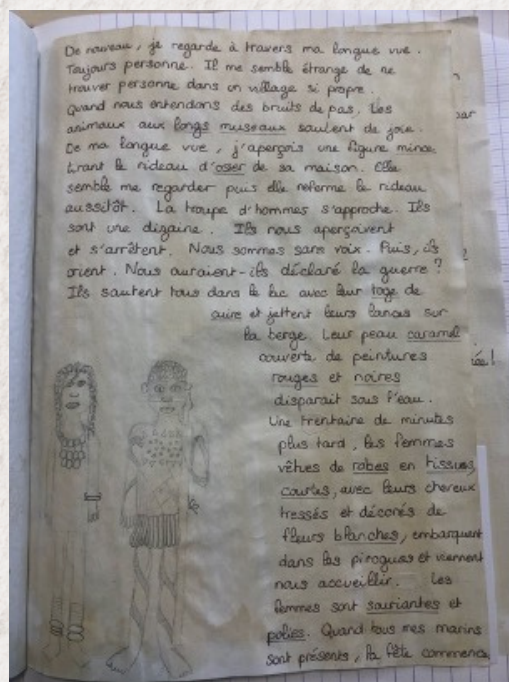 De nouveau, je regarde à travers ma longue vue.
Toujours personne. Il me semble étrange de ne
trouver personne dans un village si propre.
Quand nous entendons des bruits de pas. Les
animaux aux longs museaux sautent de joie.
De ma longue vue, j'aperçois une figure mince
tirant le rideau d'osier de sa maison. Elle
semble me regarder puis elle referme le rideau
aussitôt. La troupe d'hommes s'approche. Ils
sont une dizaine. Ils nous aperçoivent
et s'arrêtent. Nous sommes sans voix. Puis, ils
crient. Nous auraient-ils déclaré la guerre ?
Ils sautent tous dans le lac avec leur toge de
cuire et jettent leurs lances sur
la berge. Leur peau caramel
couverte de peintures
rouges et noires
disparait sous l'eau.
Une trentaine de minutes
plus tard, les femmes
vêtues de robes en tissues
courtes, avec leurs cheveux
tressés et décorés de
fleurs blanches, embarquent
dans les pirogues et viennent
nous accueillir. Les
femmes sont souriantes et
polies. Quand tous mes marins
sont présents, la fête commence